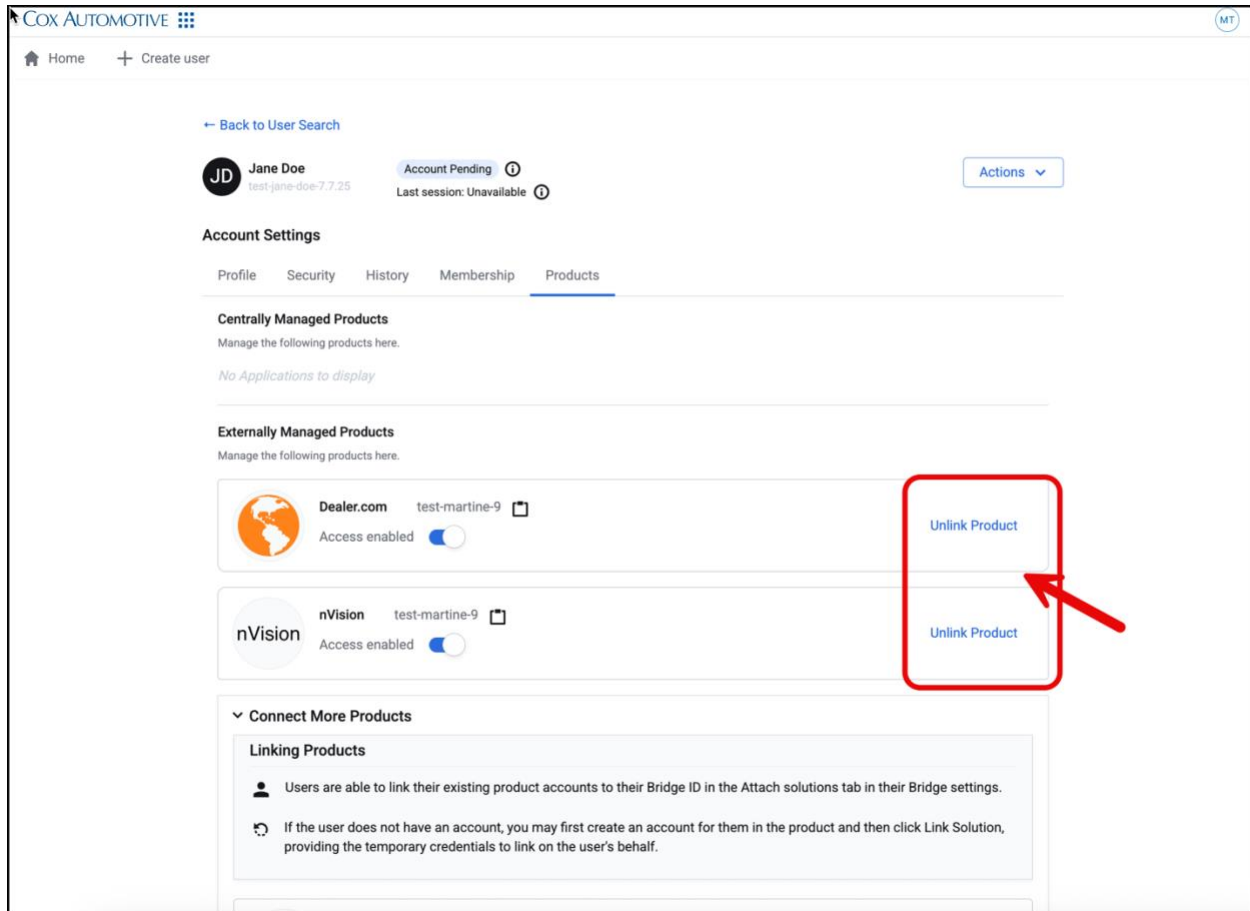 COX AUTOMOTIVE
MT
Home
Create user
← Back to User Search
JD
Jane Doe
test-jane-doe-7.7.25
Account Pending
Last session: Unavailable
Actions
Account Settings
Profile Security History Membership Products
Centrally Managed Products
Manage the following products here.
No Applications to display
Externally Managed Products
Manage the following products here.
Dealer.com test-martine-9
Access enabled
Unlink Product
nVision
nVision test-martine-9
Access enabled
Unlink Product
Connect More Products
Linking Products
Users are able to link their existing product accounts to their Bridge ID in the Attach solutions tab in their Bridge settings.
If the user does not have an account, you may first create an account for them in the product and then click Link Solution,
providing the temporary credentials to link on the user's behalf.